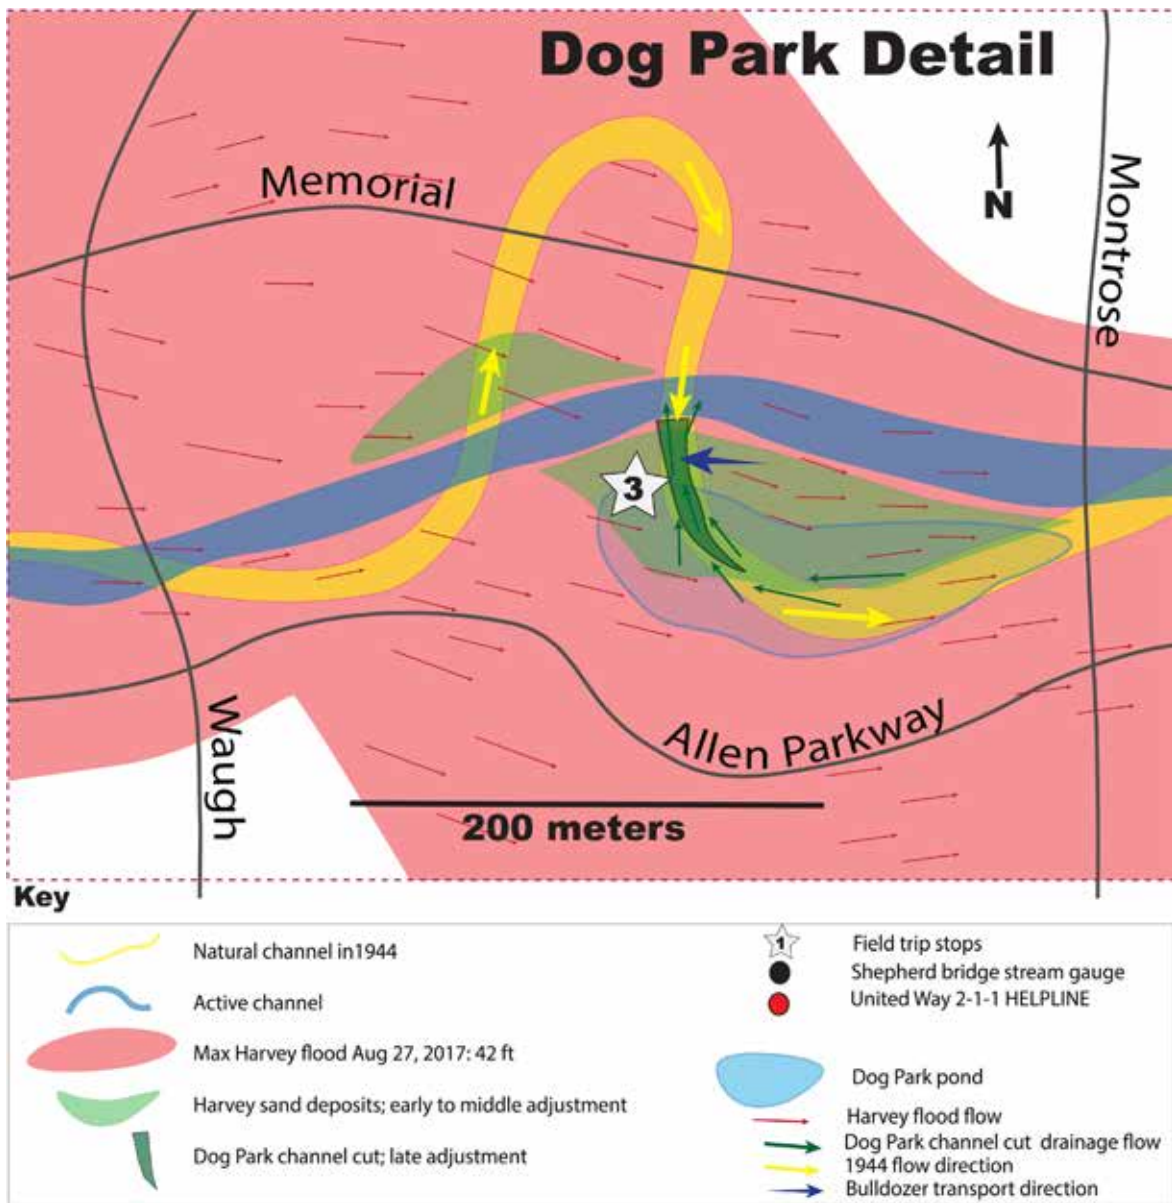 Dog Park Detail
Memorial
N
Montrose
3
Waugh
Allen Parkway
200 meters
Key
Natural channel in1944
Active channel
Max Harvey flood Aug 27, 2017: 42 ft
Harvey sand deposits; early to middle adjustment
Dog Park channel cut; late adjustment
1
Field trip stops
Shepherd bridge stream gauge
United Way 2-1-1 HELPLINE
Dog Park pond
Harvey flood flow
Dog Park channel cut drainage flow
1944 flow direction
Bulldozer transport direction